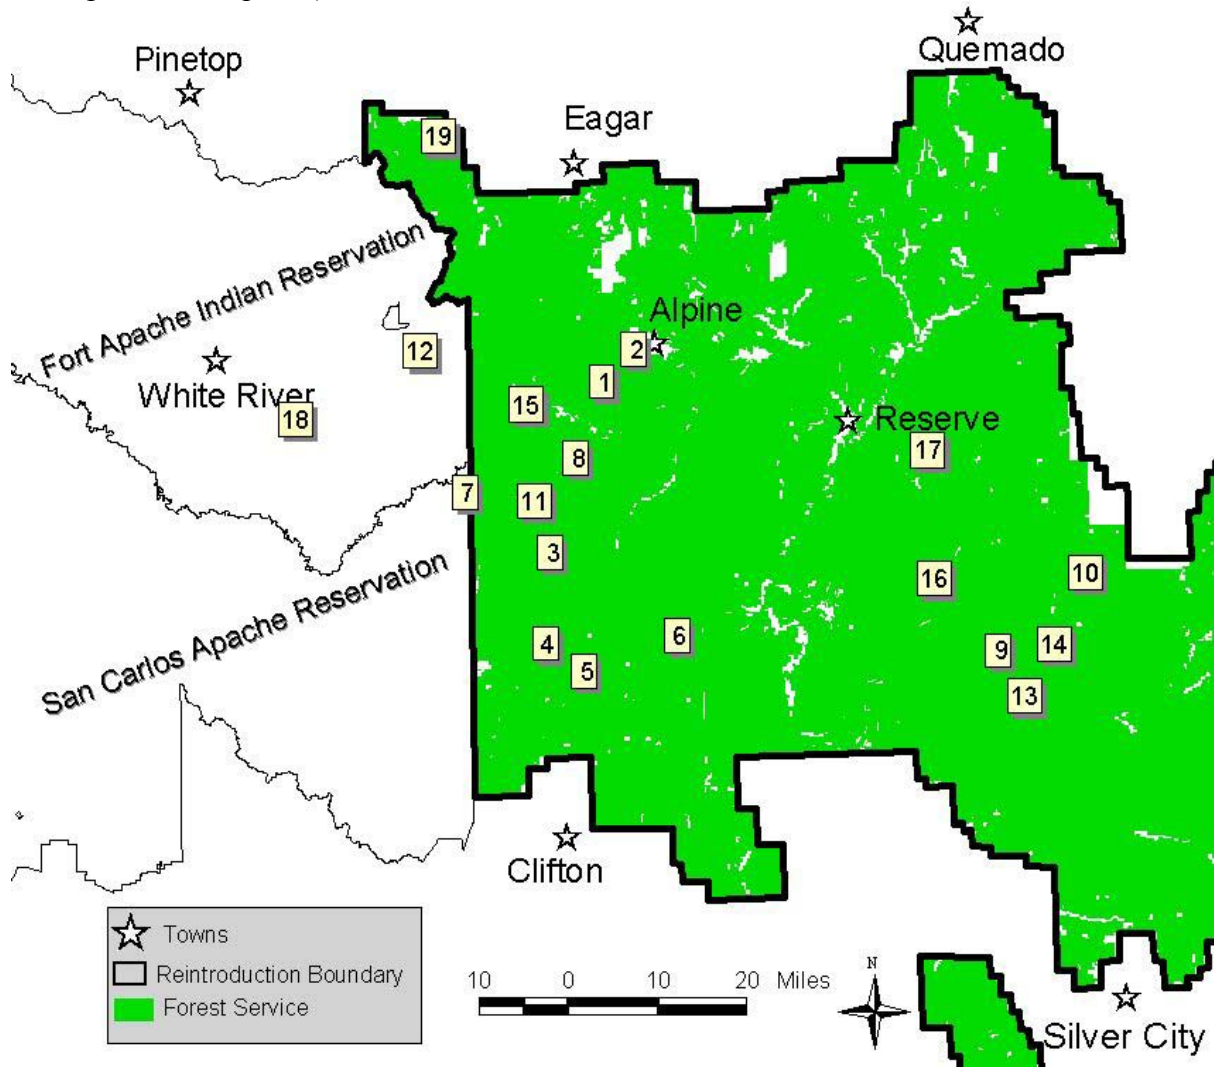 Quemado
Pinetop
Eagar
19
Fort Apache Indian Reservation
Alpine
2
12
1
White River
15
18
Reserve
17
8
7
11
3
San Carlos Apache Reservation
16
10
4
6
9
14
5
13
Clifton
Towns
Reintroduction Boundary
Forest Service
10 0 10 20 Miles
N
Silver City